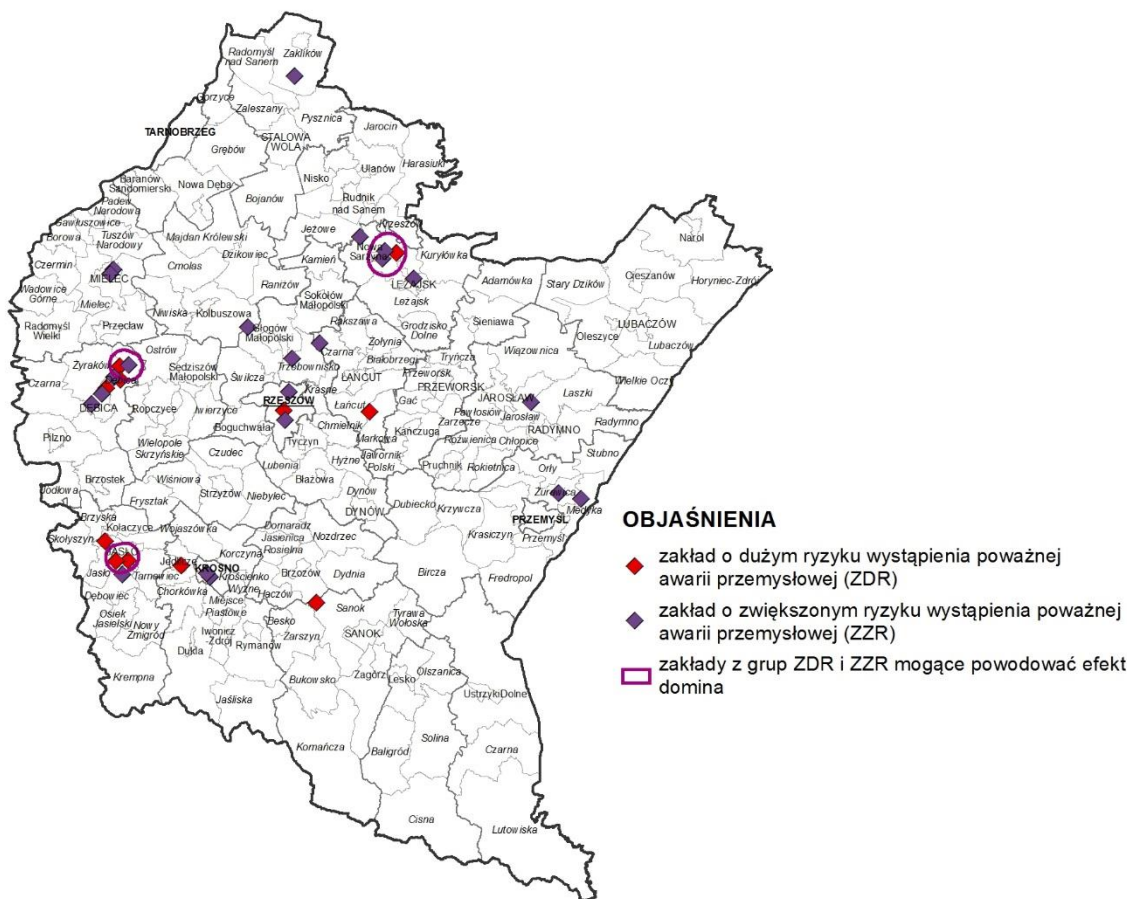 Radomyśl
nad Sanem
Zaklików
Gorzyce
Zaleszany
Pysznica
TARNOBRZEG
STALOWA
WOLA
Jarocin
Grębów
Ulanów
Harasiuki
Baranów
Sandomierski
Nowa Dęba
Nisko
Padew
Narodowa
Bojanów
Rudnik
nad Sanem
Gawłuszowice
Krzeszów
Borowa
Tuszów
Narodowy
Majdan Królewski
Jeżowe
Narol
Czermin
Dzikowiec
Kamień
Nowa
Sarzyna
Kuryłówka
Cieszanów
MIELEC
Cmolas
LEŻAJSK
Adamówka
Stary Dzików
Horyniec-Zdrój
Wadowice
Górne
Mielec
Raniżów
Leżajsk
Niwiska
Kolbuszowa
Sokołów
Małopolski
Radomyśl
Wielki
Przecław
Głogów
Małopolski
Rakszawa
Grodzisko
Dolne
Sieniawa
LUBACZÓW
Oleszyce
Lubaczów
Ostrów
Czarna
Żołynia
Wiązownica
Żyraków
Sędziszów
Małopolski
Trzebownisko
Białobrzegi
Tryńcza
Czarna
Świlcza
ŁAŃCUT
Przeworsk
PRZEWORSK
Wielkie Oczy
DĘBICA
Ropczyce
Iwierzyce
RZESZÓW
Krasne
Łańcut
Gać
JAROSŁAW
Laszki
Boguchwała
Chmielnik
Markowa
Kańczuga
Pawłosiów
Zarzecze
Jarosław
RADYMNO
Radymno
Pilzno
Wielopole
Skrzyńskie
Tyczyn
Roźwienica
Chłopice
Czudec
Hyżne
Jawornik
Polski
Pruchnik
Rokietnica
Stubno
Lubenia
Błażowa
Orły
Jodłowa
Brzostek
Wiśniowa
Strzyżów
Niebylec
Dynów
DYNÓW
Dubiecko
Krzywcza
Żurawica
Medyka
Frysztak
PRZEMYŚL
Przemyśl
Brzyska
Kołaczyce
Wojaszówka
Domaradz
Jasienica
Rosielna
Nozdrzec
Krasiczyn
Skołyszyn
JASŁO
Korczyna
Jasło
Tarnowiec
Jedlicze
KROSNO
Krościenko
Wyżne
Brzozów
Dydnia
Bircza
Fredropol
Dębowiec
Chorkówka
Miejsce
Piastowe
Haczów
Sanok
Tyrawa
Wołoska
Osiek
Jasielski
Nowy
Żmigród
Iwonicz
Zdrój
Besko
Zarszyn
SANOK
Dukla
Rymanów
Olszanica
Krempna
Zagórz
Lesko
Bukowsko
Ustrzyki Dolne
Jaśliska
Komańcza
Baligród
Solina
Czarna
Cisna
Lutowiska
OBJAŚNIENIA
zakład o dużym ryzyku wystąpienia poważnej
awarii przemysłowej (ZDR)
zakład o zwiększonym ryzyku wystąpienia poważnej
awarii przemysłowej (ZZR)
zakłady z grup ZDR i ZZR mogące powodować efekt
domina